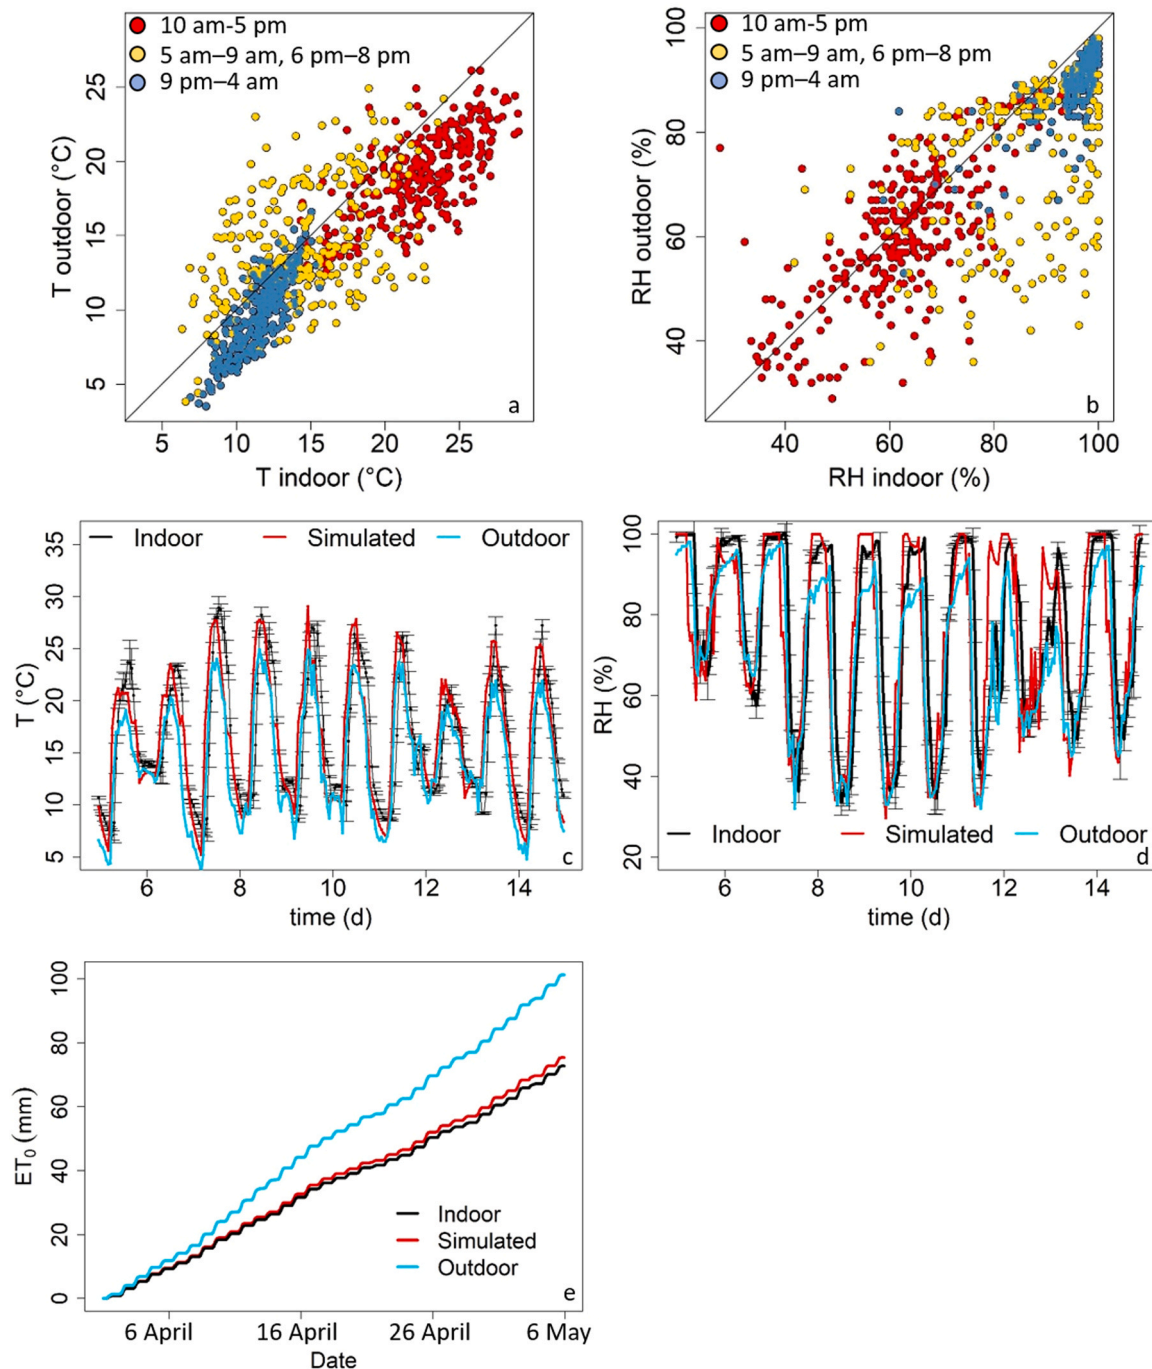 10 am-5 pm
5 am–9 am, 6 pm–8 pm
9 pm–4 am
T outdoor (°C)
25
20
15
10
5
a
5 10 15 20 25
T indoor (°C)
10 am-5 pm
5 am–9 am, 6 pm–8 pm
9 pm–4 am
RH outdoor (%)
100
80
60
40
b
40 60 80 100
RH indoor (%)
Indoor Simulated Outdoor
T (°C)
35
30
25
20
15
10
5
c
6 8 10 12 14
time (d)
RH (%)
100
80
60
40
20
Indoor Simulated Outdoor
d
6 8 10 12 14
time (d)
ET₀ (mm)
100
80
60
40
20
0
Indoor
Simulated
Outdoor
e
6 April 16 April 26 April 6 May
Date